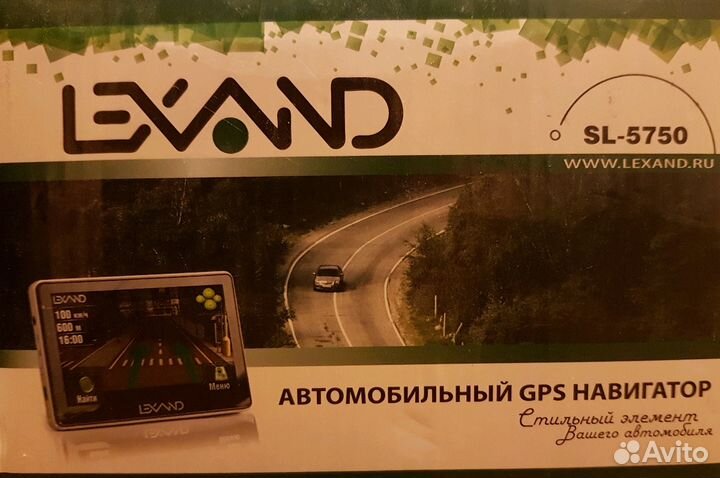 LEXAND
SL-5750
WWW.LEXAND.RU
LEXAND
100 км/ч
600 м
16:00
Найти
Меню
LEXAND
АВТОМОБИЛЬНЫЙ GPS НАВИГАТОР
Стильный элемент
Вашего автомобиля
Avito